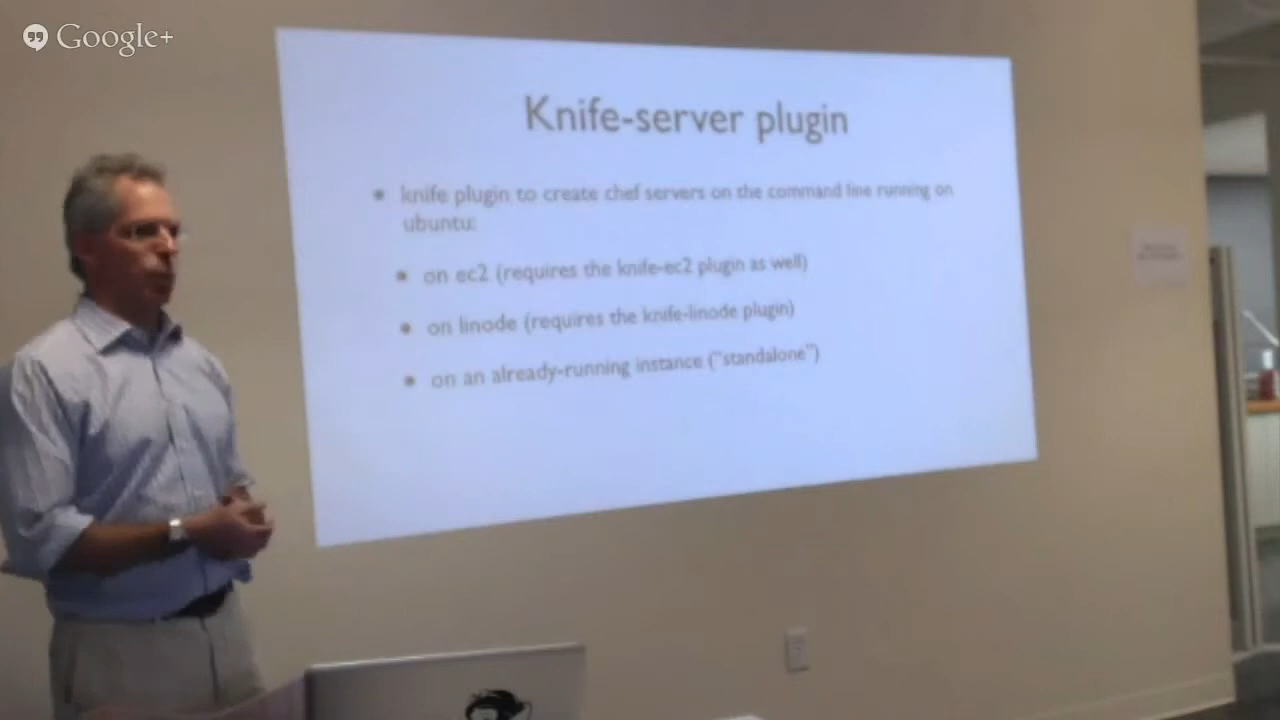 Google+
Knife-server plugin
knife plugin to create chef servers on the command line running on
ubuntu:
on ec2 (requires the knife-ec2 plugin as well)
on linode (requires the knife-linode plugin)
on an already-running instance ("standalone")